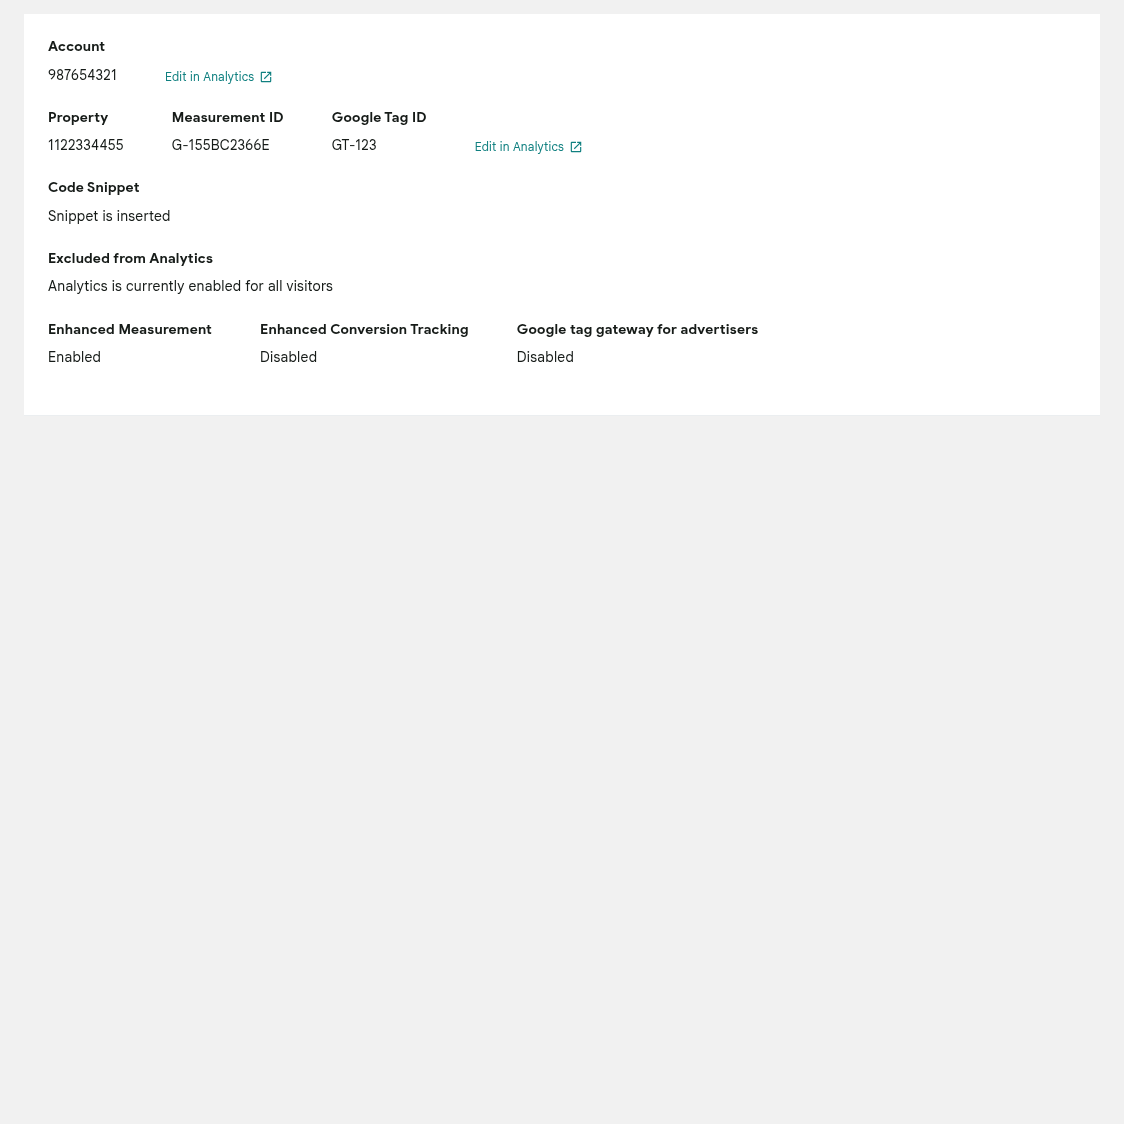 Account
987654321 Edit in Analytics
Property Measurement ID Google Tag ID
1122334455 G-155BC2366E GT-123 Edit in Analytics
Code Snippet
Snippet is inserted
Excluded from Analytics
Analytics is currently enabled for all visitors
Enhanced Measurement Enhanced Conversion Tracking Google tag gateway for advertisers
Enabled Disabled Disabled